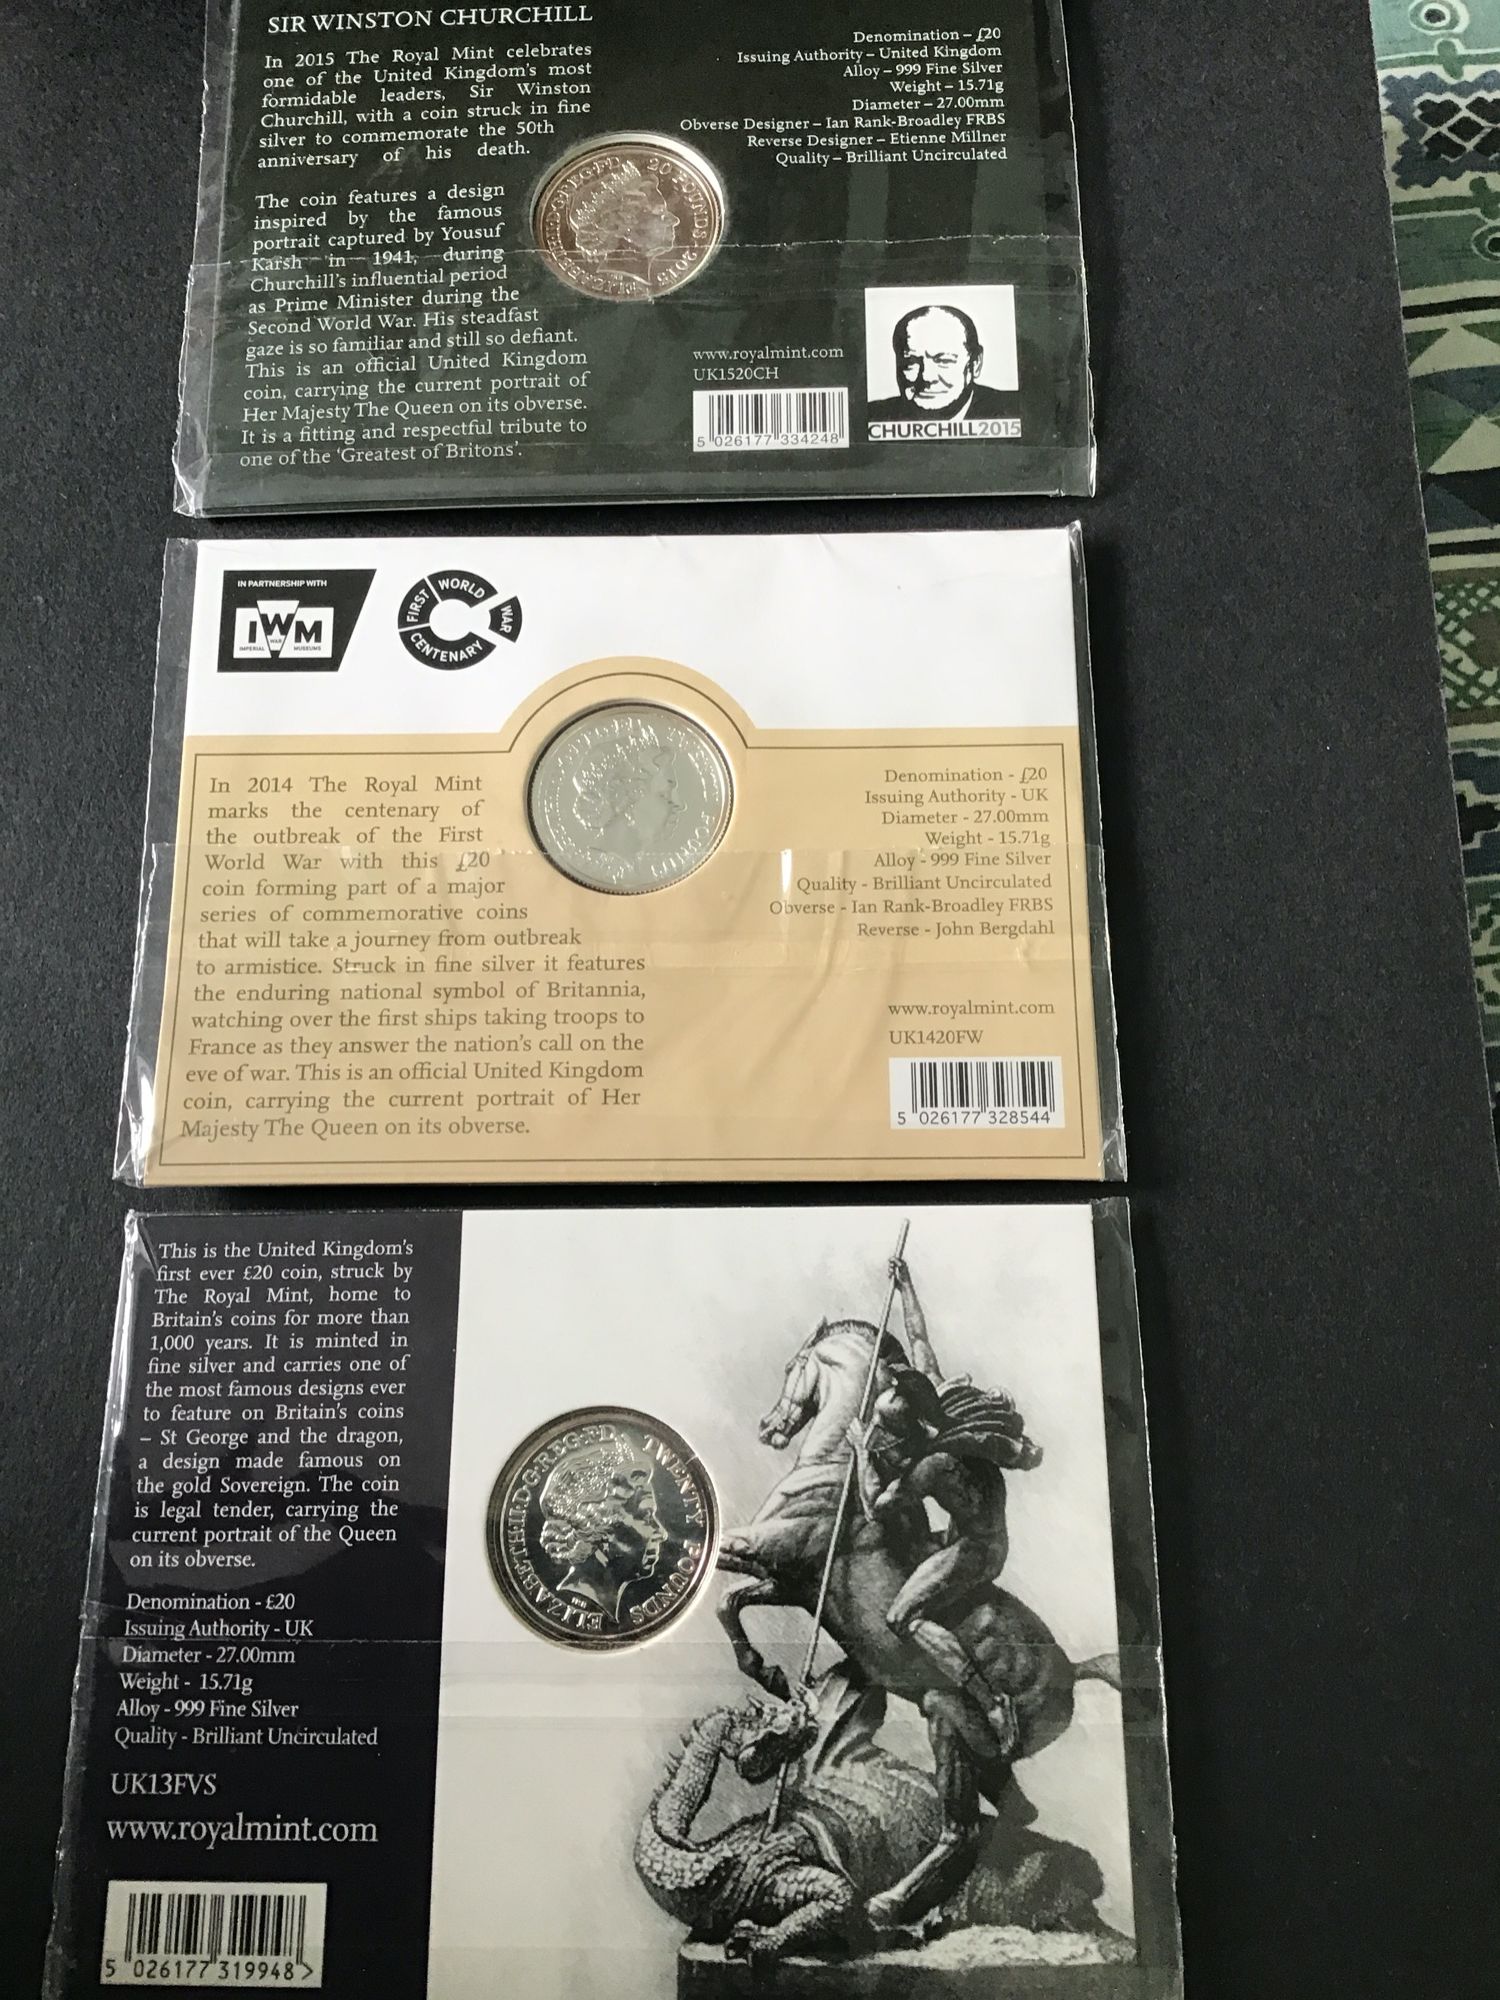 SIR WINSTON CHURCHILL
In 2015 The Royal Mint celebrates
one of the United Kingdom's most
formidable leaders, Sir Winston
Churchill, with a coin struck in fine
silver to commemorate the 50th
anniversary of his death.
The coin features a design
inspired by the famous
portrait captured by Yousuf
Karsh in 1941, during
Churchill's influential period
as Prime Minister during the
Second World War. His steadfast
gaze is so familiar and still so defiant.
This is an official United Kingdom
coin, carrying the current portrait of
Her Majesty The Queen on its obverse.
It is a fitting and respectful tribute to
one of the 'Greatest of Britons'.
Denomination – £20
Issuing Authority – United Kingdom
Alloy – 999 Fine Silver
Weight – 15.71g
Diameter – 27.00mm
Obverse Designer – Ian Rank-Broadley FRBS
Reverse Designer – Etienne Millner
Quality – Brilliant Uncirculated
ELIZABETH·II·D·G·REG·F·D· 20 POUNDS·2015
www.royalmint.com
UK1520CH
5 026177 334248
CHURCHILL2015
IN PARTNERSHIP WITH
IWM
IMPERIAL WAR MUSEUMS
FIRST WORLD WAR CENTENARY
In 2014 The Royal Mint
marks the centenary of
the outbreak of the First
World War with this £20
coin forming part of a major
series of commemorative coins
that will take a journey from outbreak
to armistice. Struck in fine silver it features
the enduring national symbol of Britannia,
watching over the first ships taking troops to
France as they answer the nation's call on the
eve of war. This is an official United Kingdom
coin, carrying the current portrait of Her
Majesty The Queen on its obverse.
Denomination - £20
Issuing Authority - UK
Diameter - 27.00mm
Weight - 15.71g
Alloy - 999 Fine Silver
Quality - Brilliant Uncirculated
Obverse - Ian Rank-Broadley FRBS
Reverse - John Bergdahl
www.royalmint.com
UK1420FW
5 026177 328544
This is the United Kingdom's
first ever £20 coin, struck by
The Royal Mint, home to
Britain's coins for more than
1,000 years. It is minted in
fine silver and carries one of
the most famous designs ever
to feature on Britain's coins
– St George and the dragon,
a design made famous on
the gold Sovereign. The coin
is legal tender, carrying the
current portrait of the Queen
on its obverse.
Denomination - £20
Issuing Authority - UK
Diameter - 27.00mm
Weight - 15.71g
Alloy - 999 Fine Silver
Quality - Brilliant Uncirculated
UK13FVS
www.royalmint.com
5 026177 319948 >
ELIZABETH·II·D·G·REG·F·D· TWENTY POUNDS